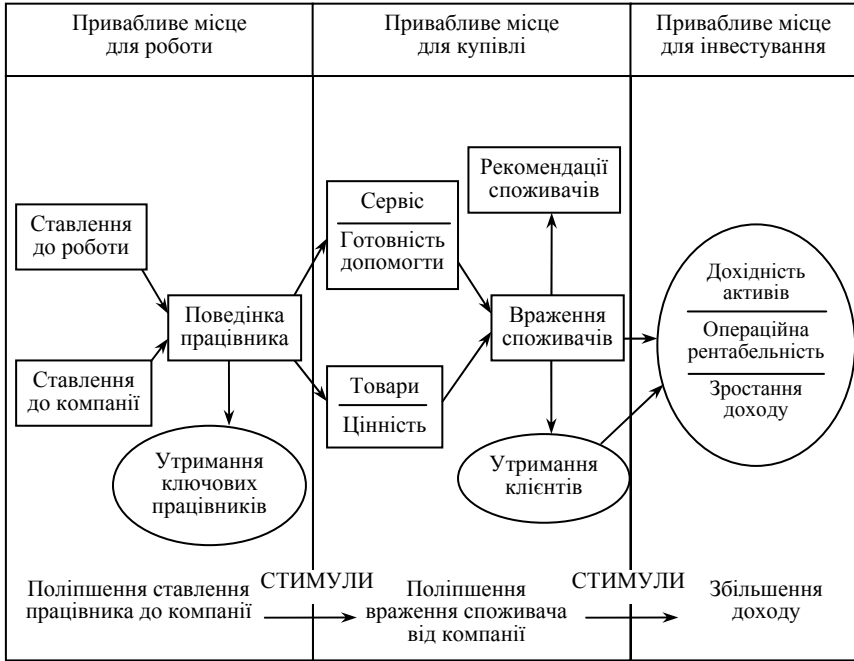 Привабливе місце
для роботи
Привабливе місце
для купівлі
Привабливе місце
для інвестування
Ставлення
до роботи
Ставлення
до компанії
Поведінка
працівника
Утримання
ключових
працівників
Сервіс
Готовність
допомогти
Товари
Цінність
Рекомендації
споживачів
Враження
споживачів
Утримання
клієнтів
Дохідність
активів
Операційна
рентабельність
Зростання
доходу
Поліпшення ставлення
працівника до компанії
СТИМУЛИ
Поліпшення
враження споживача
від компанії
СТИМУЛИ
Збільшення
доходу